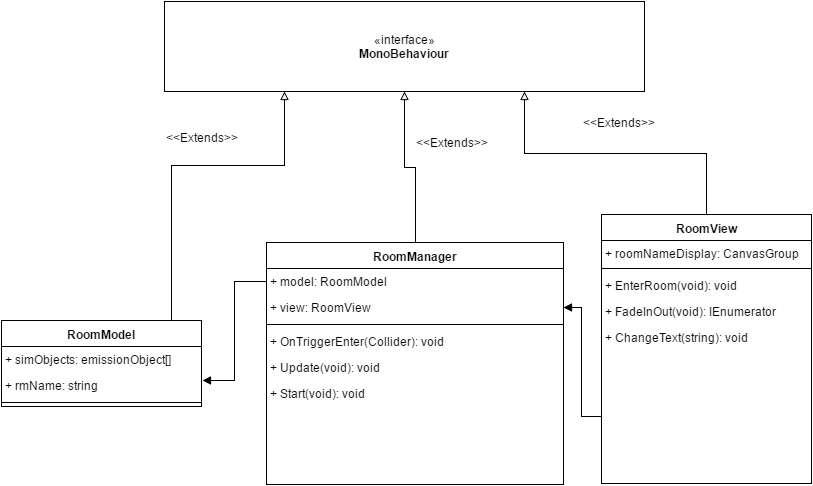 «interface»
MonoBehaviour
<<Extends>>
<<Extends>>
<<Extends>>
RoomModel
+ simObjects: emissionObject[]
+ rmName: string
RoomManager
+ model: RoomModel
+ view: RoomView
+ OnTriggerEnter(Collider): void
+ Update(void): void
+ Start(void): void
RoomView
+ roomNameDisplay: CanvasGroup
+ EnterRoom(void): void
+ FadeInOut(void): IEnumerator
+ ChangeText(string): void